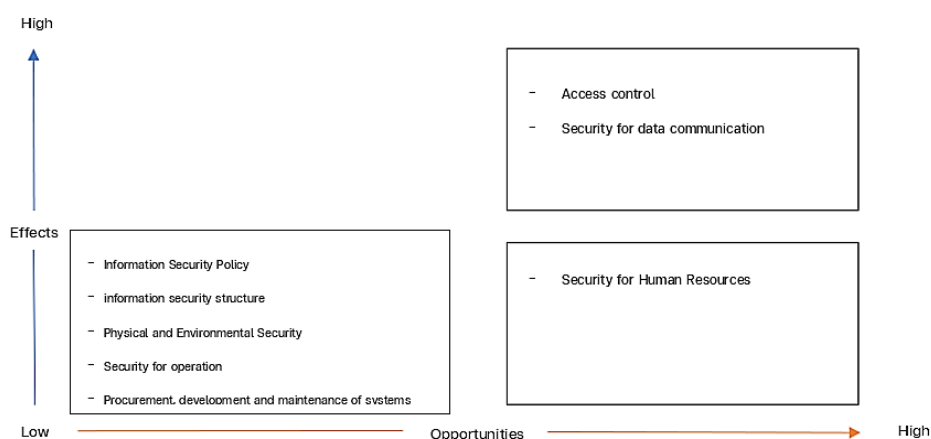 High
- Access control
- Security for data communication
Effects
- Information Security Policy
- information security structure
- Physical and Environmental Security
- Security for operation
- Procurement, development and maintenance of systems
- Security for Human Resources
Low
Opportunities
High